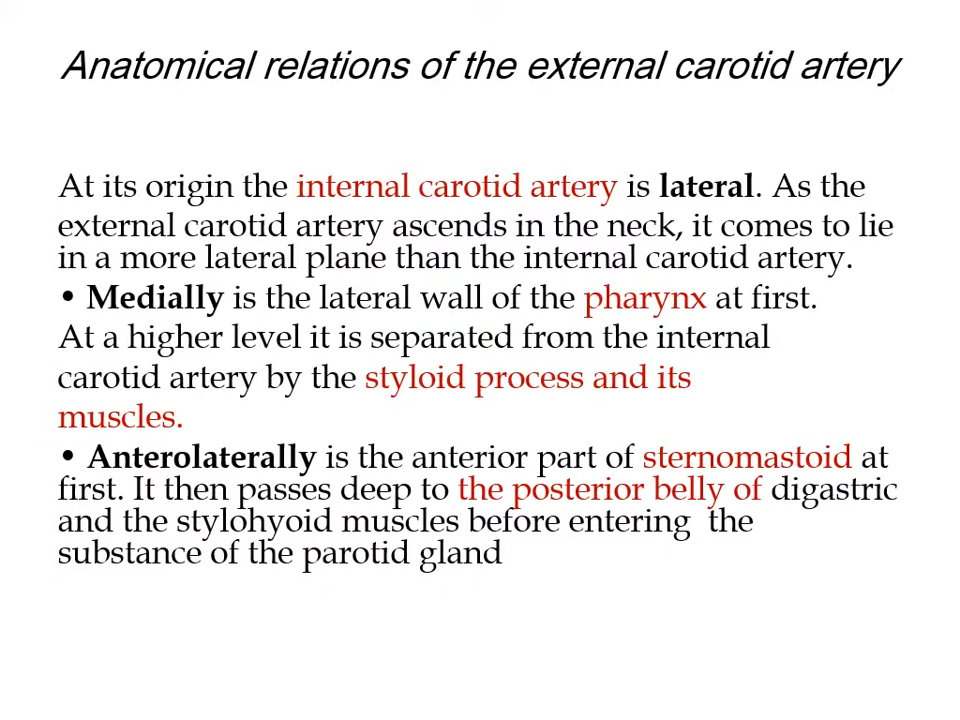 Anatomical relations of the external carotid artery
At its origin the internal carotid artery is lateral. As the
external carotid artery ascends in the neck, it comes to lie
in a more lateral plane than the internal carotid artery.
• Medially is the lateral wall of the pharynx at first.
At a higher level it is separated from the internal
carotid artery by the styloid process and its
muscles.
• Anterolaterally is the anterior part of sternomastoid at
first. It then passes deep to the posterior belly of digastric
and the stylohyoid muscles before entering  the
substance of the parotid gland